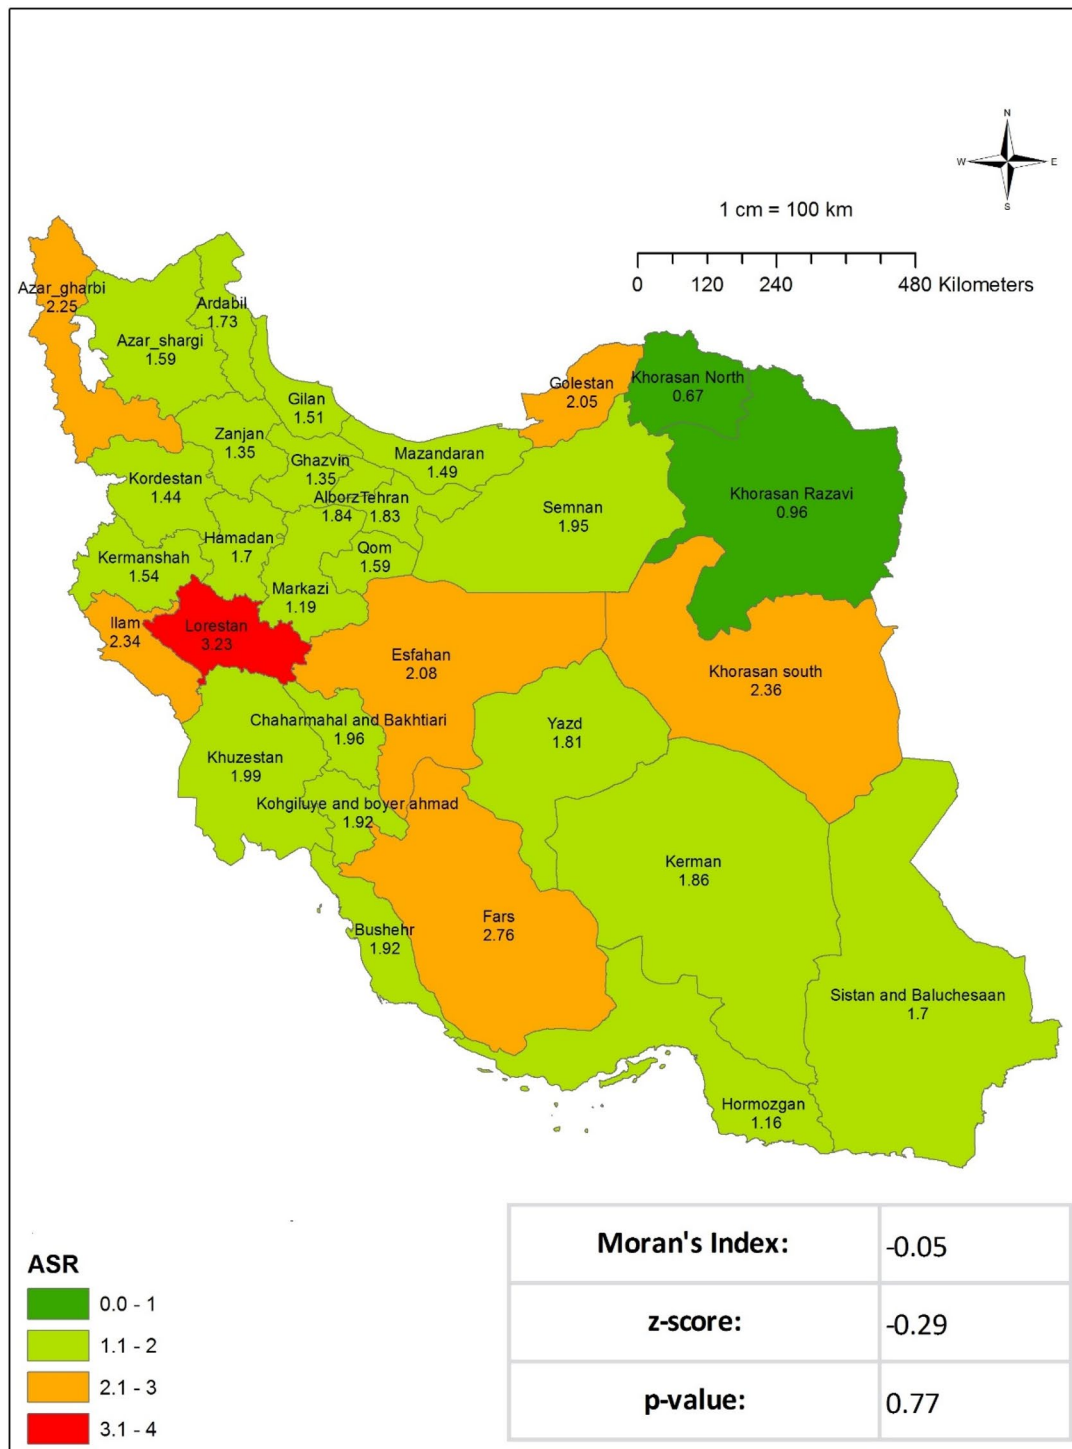 N
W E
S
1 cm = 100 km
0 120 240 480 Kilometers
Azar_gharbi
2.25
Ardabil
1.73
Azar_shargi
1.59
Gilan
1.51
Golestan
2.05
Khorasan North
0.67
Zanjan
1.35
Ghazvin
1.35
Mazandaran
1.49
Kordestan
1.44
Alborz
1.84
Tehran
1.83
Semnan
1.95
Khorasan Razavi
0.96
Hamadan
1.7
Qom
1.59
Kermanshah
1.54
Markazi
1.19
Ilam
2.34
Lorestan
3.23
Esfahan
2.08
Khorasan south
2.36
Chaharmahal and Bakhtiari
1.96
Yazd
1.81
Khuzestan
1.99
Kohgiluye and boyer ahmad
1.92
Kerman
1.86
Fars
2.76
Bushehr
1.92
Sistan and Baluchesaan
1.7
Hormozgan
1.16
ASR
0.0 - 1
1.1 - 2
2.1 - 3
3.1 - 4
Moran's Index: -0.05
z-score: -0.29
p-value: 0.77